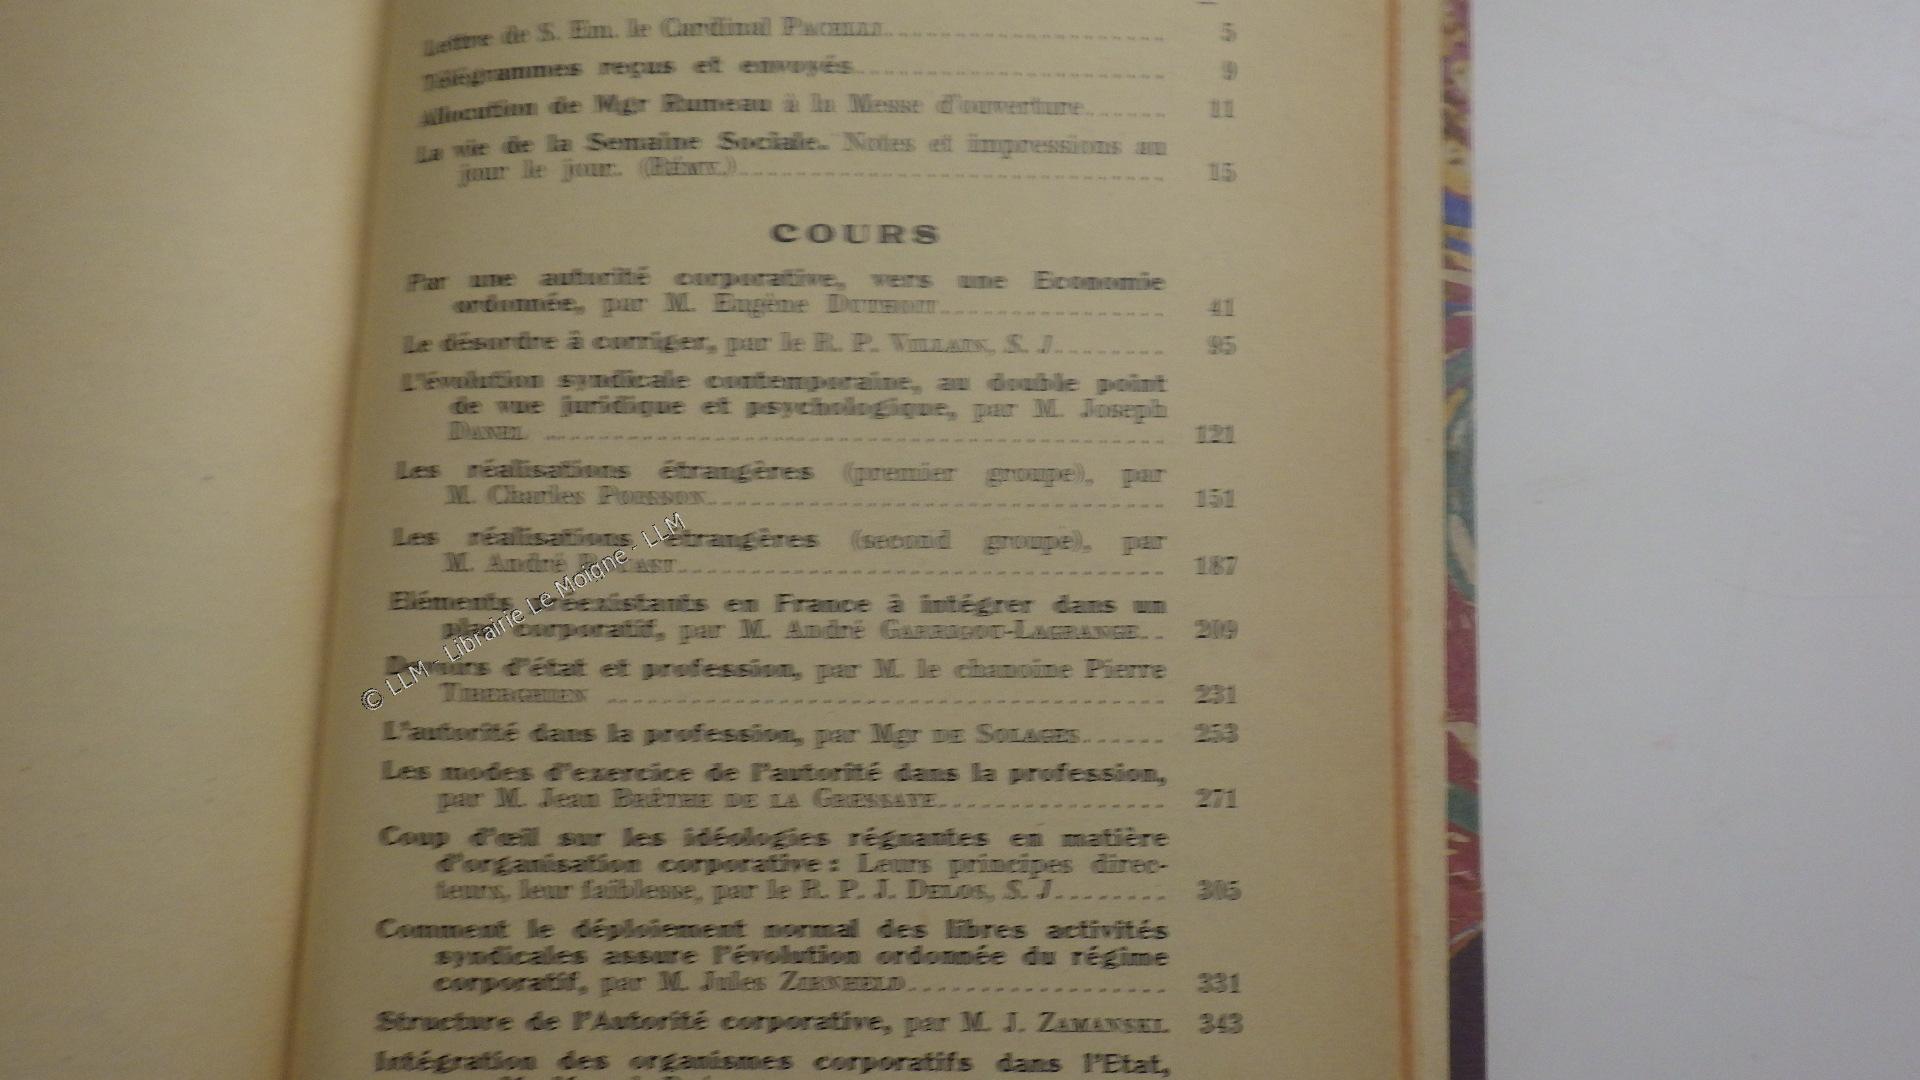 Lettre de S. Em. le Cardinal PACELLI..................... 5
Télégrammes reçus et envoyés........................ 9
Allocution de Mgr Rumeau à la Messe d'ouverture...... 11
La vie de la Semaine Sociale. Notes et impressions au
jour le jour. (RÉMY.)................................. 15
COURS
Par une autorité corporative, vers une Economie
ordonnée, par M. Eugène DUTHOIT................. 41
Le désordre à corriger, par le R. P. VILLAIN, S. J........ 95
L'évolution syndicale contemporaine, au double point
de vue juridique et psychologique, par M. Joseph
DANEL ................................................. 121
Les réalisations étrangères (premier groupe), par
M. Charles POISSON.................................. 151
Les réalisations étrangères (second groupe), par
M. André ..................................... 187
Eléments préexistants en France à intégrer dans un
plan corporatif, par M. André GARRIGOU-LAGRANGE.. 209
Devoirs d'état et profession, par M. le chanoine Pierre
TIBERGHIEN ............................................ 231
L'autorité dans la profession, par Mgr DE SOLAGES...... 253
Les modes d'exercice de l'autorité dans la profession,
par M. Jean BRÈTHE DE LA GRESSAYE................ 271
Coup d'œil sur les idéologies régnantes en matière
d'organisation corporative : Leurs principes direc-
teurs, leur faiblesse, par le R. P. J. DELOS, S. J........ 305
Comment le déploiement normal des libres activités
syndicales assure l'évolution ordonnée du régime
corporatif, par M. Jules ZIRNHELD.................. 331
Structure de l'Autorité corporative, par M. J. ZAMANSKI. 343
Intégration des organismes corporatifs dans l'Etat,
© LLM - Librairie Le Moigne - LLM